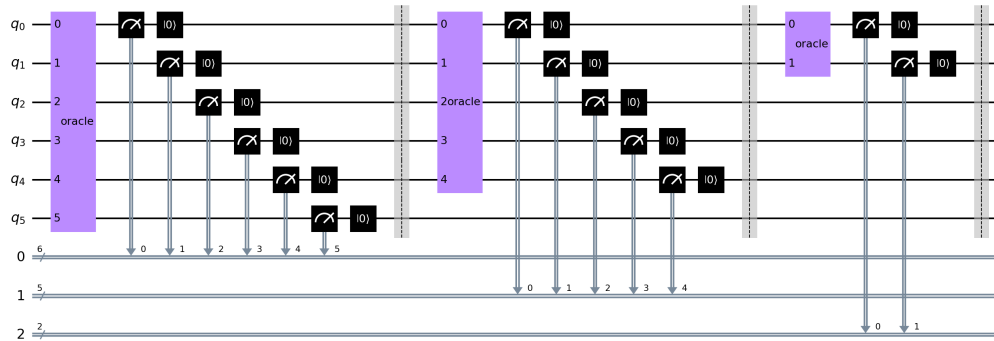 q0 0 |0⟩ 0 |0⟩ 0 |0⟩
oracle
q1 1 |0⟩ 1 |0⟩ 1 |0⟩
q2 2 |0⟩ 2oracle |0⟩
oracle
q3 3 |0⟩ 3 |0⟩
q4 4 |0⟩ 4 |0⟩
q5 5 |0⟩
6 0 1 2 3 4 5
0
5 0 1 2 3 4
1
2 0 1
2